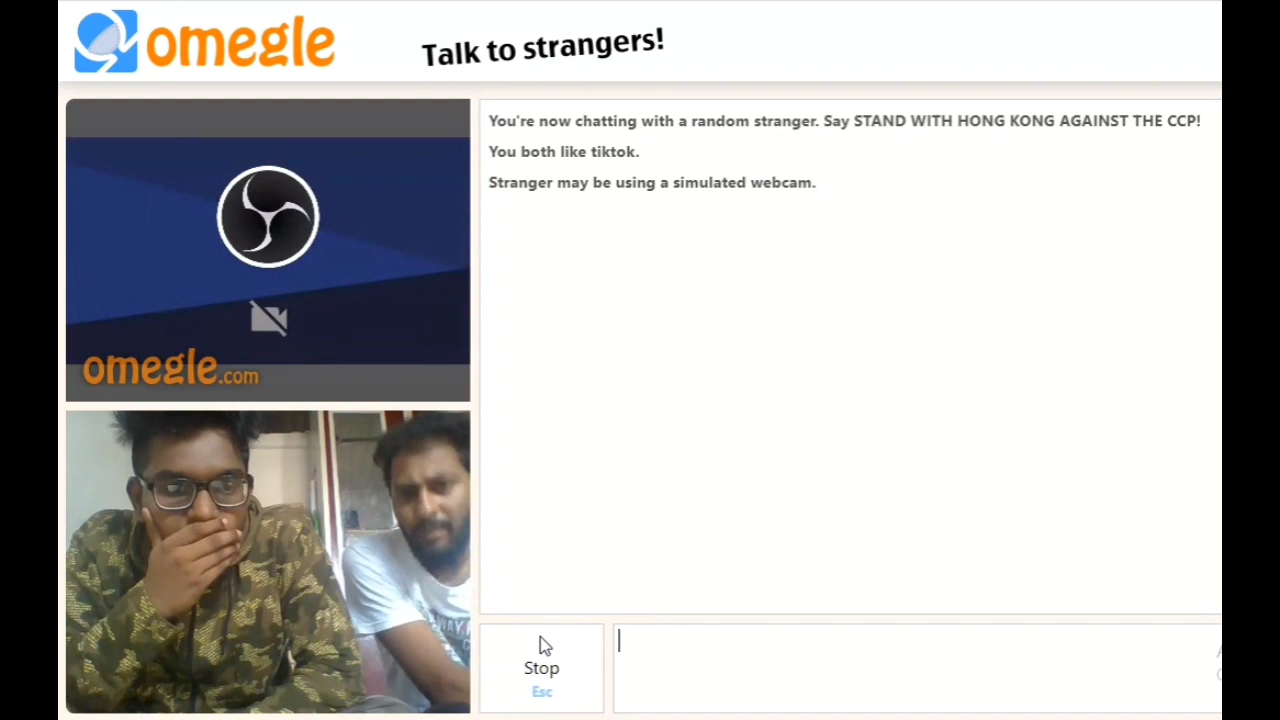 omegle
Talk to strangers!
You're now chatting with a random stranger. Say STAND WITH HONG KONG AGAINST THE CCP!
You both like tiktok.
Stranger may be using a simulated webcam.
omegle.com
Stop
Esc